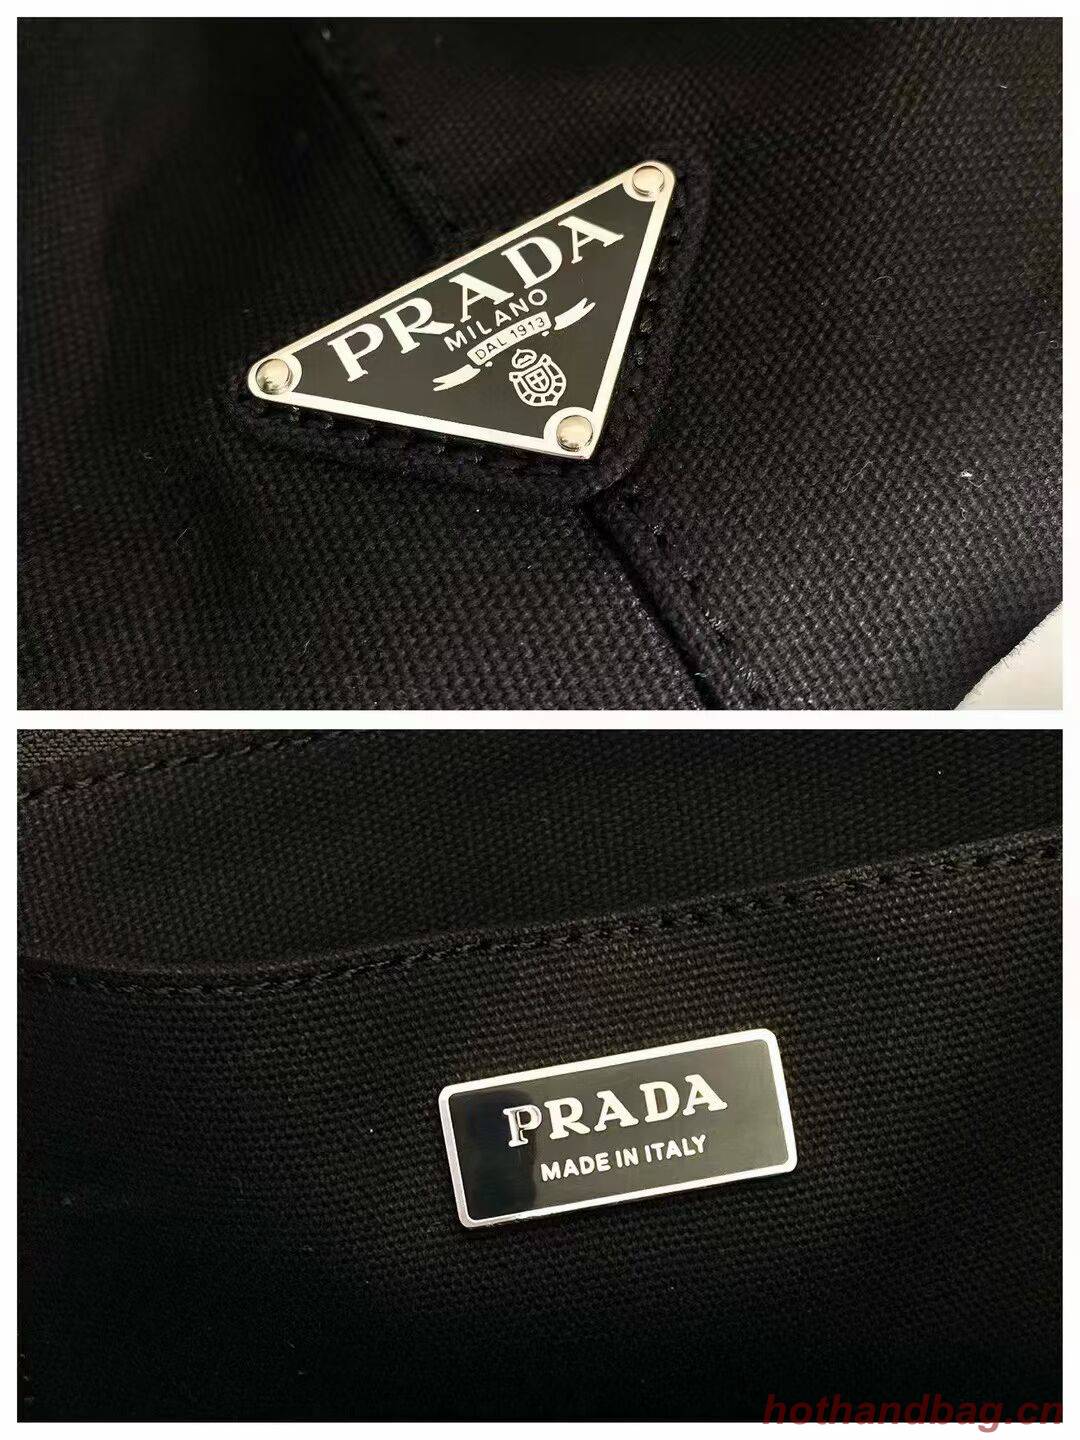 PRADA
MILANO
DAL 1913
PRADA
MADE IN ITALY
hothandbag.cn